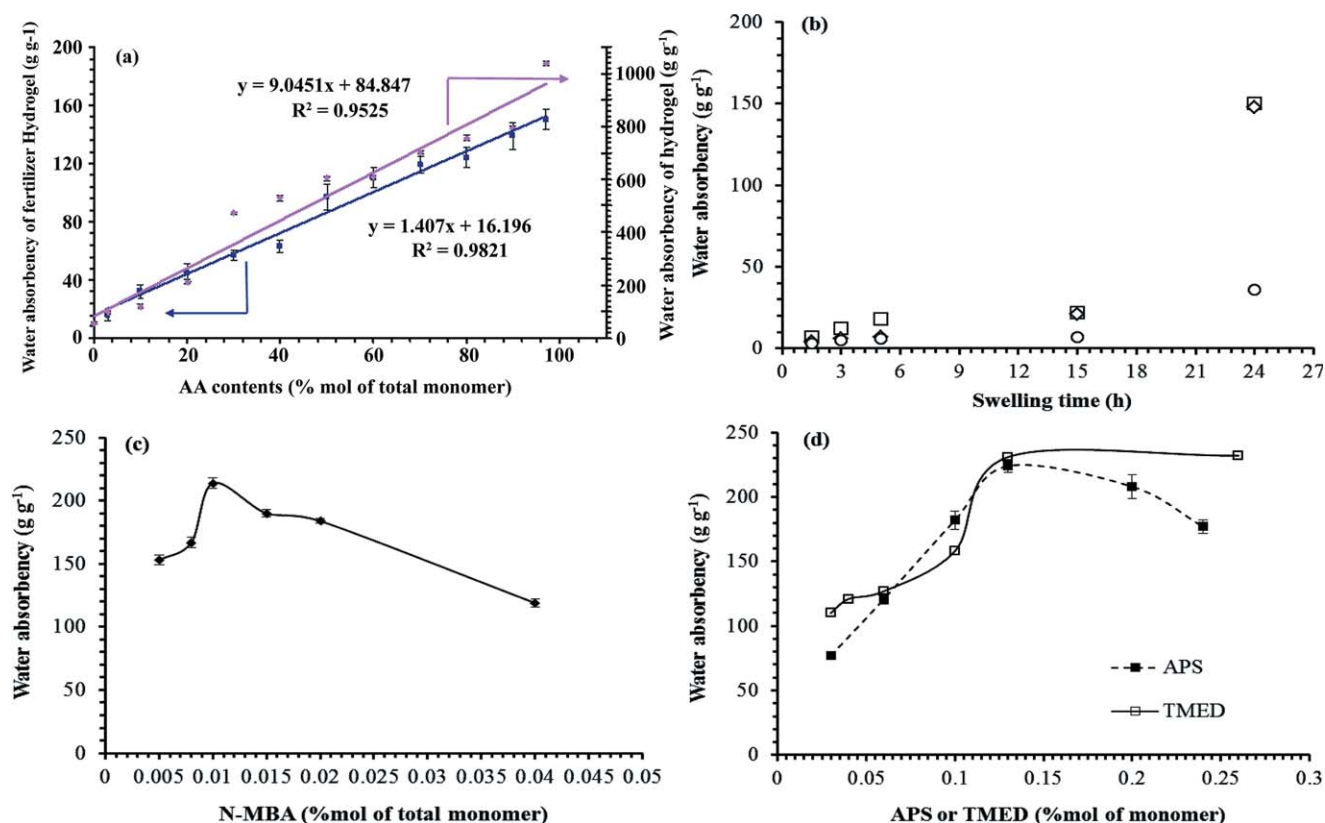 (a)
Water absorbency of fertilizer Hydrogel (g g-1)
200
160
120
80
40
0
y = 9.0451x + 84.847
R² = 0.9525
y = 1.407x + 16.196
R² = 0.9821
1000
800
600
400
200
0
Water absorbency of hydrogel (g g⁻¹)
0 20 40 60 80 100
AA contents (% mol of total monomer)
(b)
Water absorbency (g g⁻¹)
200
150
100
50
0
0 3 6 9 12 15 18 21 24 27
Swelling time (h)
(c)
Water absorbency (g g⁻¹)
250
200
150
100
50
0
0 0.005 0.01 0.015 0.02 0.025 0.03 0.035 0.04 0.045 0.05
N-MBA (%mol of total monomer)
(d)
Water absorbency (g g⁻¹)
250
200
150
100
50
0
APS
TMED
0 0.05 0.1 0.15 0.2 0.25 0.3
APS or TMED (%mol of monomer)